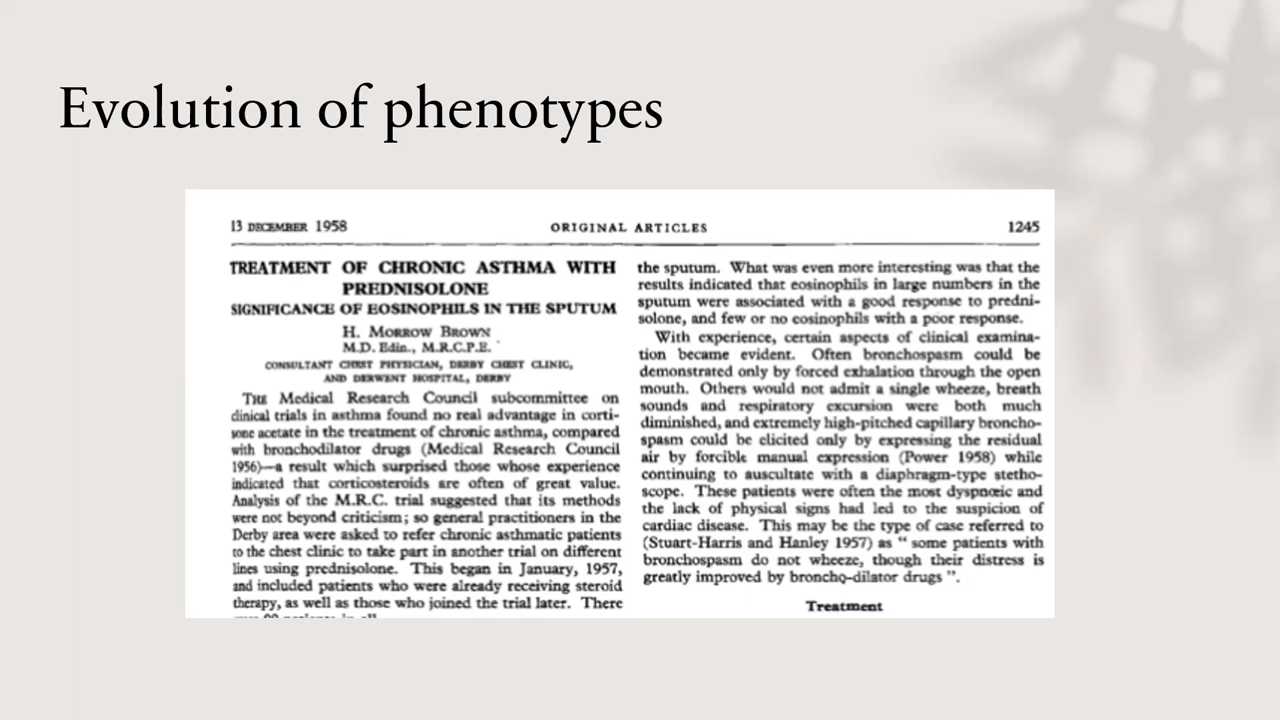 Evolution of phenotypes
13 DECEMBER 1958 ORIGINAL ARTICLES 1245
TREATMENT OF CHRONIC ASTHMA WITH
PREDNISOLONE
SIGNIFICANCE OF EOSINOPHILS IN THE SPUTUM
H. MORROW BROWN
M.D. Edin., M.R.C.P.E.
CONSULTANT CHEST PHYSICIAN, DERBY CHEST CLINIC,
AND DERWENT HOSPITAL, DERBY
THE Medical Research Council subcommittee on
clinical trials in asthma found no real advantage in corti-
sone acetate in the treatment of chronic asthma, compared
with bronchodilator drugs (Medical Research Council
1956)—a result which surprised those whose experience
indicated that corticosteroids are often of great value.
Analysis of the M.R.C. trial suggested that its methods
were not beyond criticism; so general practitioners in the
Derby area were asked to refer chronic asthmatic patients
to the chest clinic to take part in another trial on different
lines using prednisolone. This began in January, 1957,
and included patients who were already receiving steroid
therapy, as well as those who joined the trial later. There
patients in all
the sputum. What was even more interesting was that the
results indicated that eosinophils in large numbers in the
sputum were associated with a good response to predni-
solone, and few or no eosinophils with a poor response.
With experience, certain aspects of clinical examina-
tion became evident. Often bronchospasm could be
demonstrated only by forced exhalation through the open
mouth. Others would not admit a single wheeze, breath
sounds and respiratory excursion were both much
diminished, and extremely high-pitched capillary broncho-
spasm could be elicited only by expressing the residual
air by forcible manual expression (Power 1958) while
continuing to auscultate with a diaphragm-type stetho-
scope. These patients were often the most dyspnœic and
the lack of physical signs had led to the suspicion of
cardiac disease. This may be the type of case referred to
(Stuart-Harris and Hanley 1957) as “ some patients with
bronchospasm do not wheeze, though their distress is
greatly improved by broncho-dilator drugs ”.
Treatment